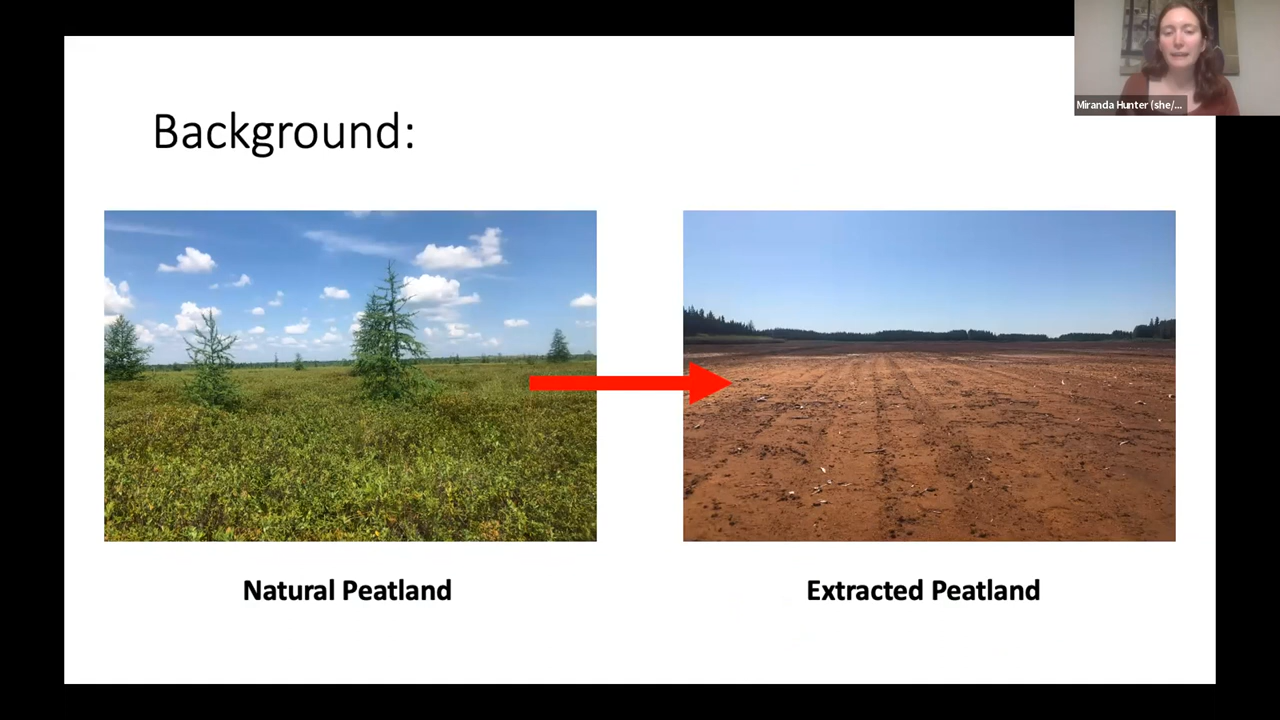 Miranda Hunter (she/...
Background:
Natural Peatland
Extracted Peatland